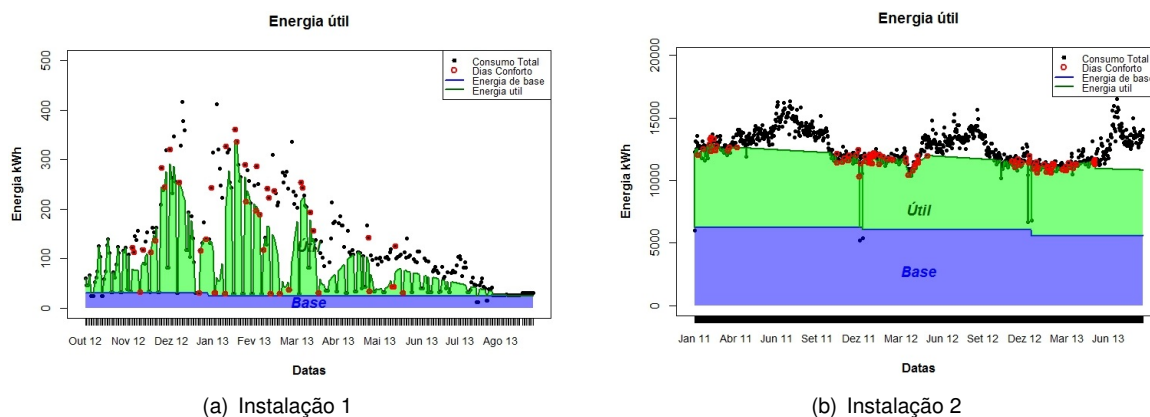 Energia útil
Energia kWh
0 100 200 300 400 500
Consumo Total
Dias Conforto
Energia de base
Energia util
Base
Out 12 Nov 12 Dez 12 Jan 13 Fev 13 Mar 13 Abr 13 Mai 13 Jun 13 Jul 13 Ago 13
Datas
(a) Instalação 1
Energia útil
Energia kWh
0 5000 10000 15000 20000
Consumo Total
Dias Conforto
Energia de base
Energia util
Útil
Base
Jan 11 Abr 11 Jun 11 Set 11 Dez 11 Mar 12 Jun 12 Set 12 Dez 12 Mar 13 Jun 13
Datas
(b) Instalação 2